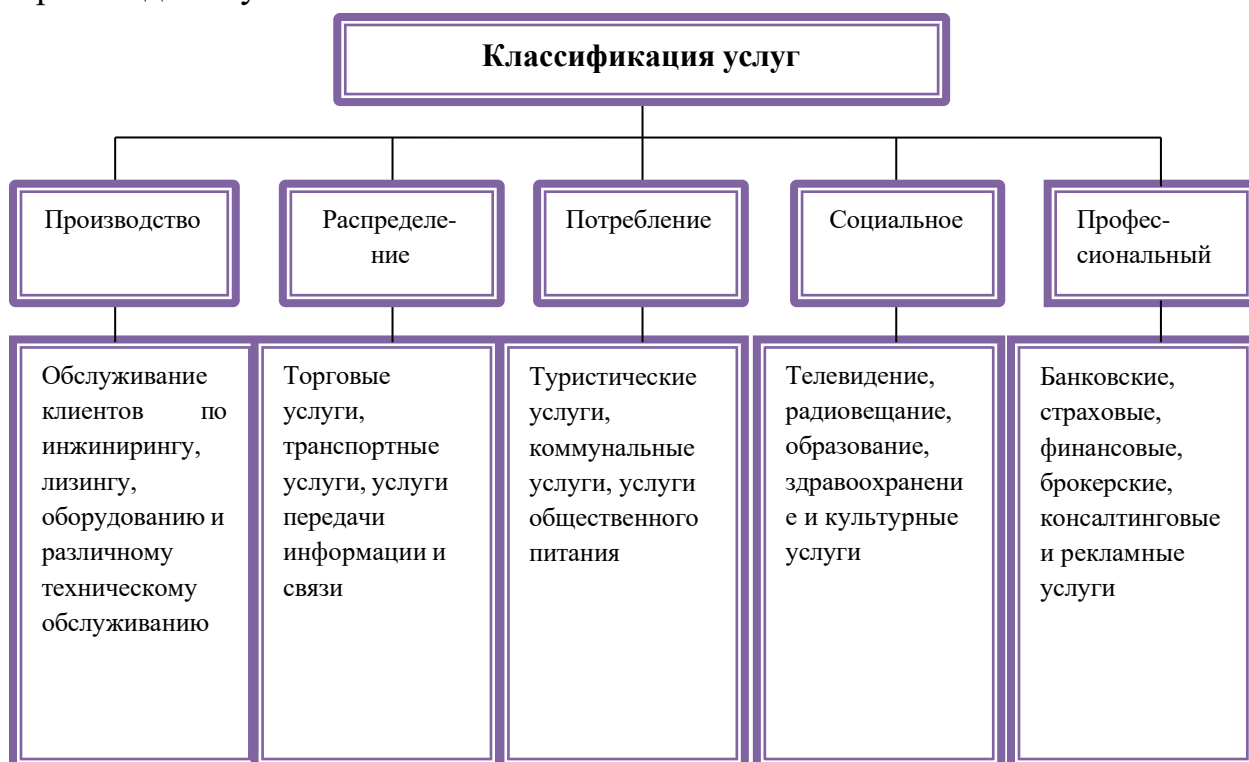 Классификация услуг
Производство
Распределе-
ние
Потребление
Социальное
Профес-
сиональный
Обслуживание
клиентов по
инжинирингу,
лизингу,
оборудованию и
различному
техническому
обслуживанию
Торговые
услуги,
транспортные
услуги, услуги
передачи
информации и
связи
Туристические
услуги,
коммунальные
услуги, услуги
общественного
питания
Телевидение,
радиовещание,
образование,
здравоохранени
е и культурные
услуги
Банковские,
страховые,
финансовые,
брокерские,
консалтинговые
и рекламные
услуги